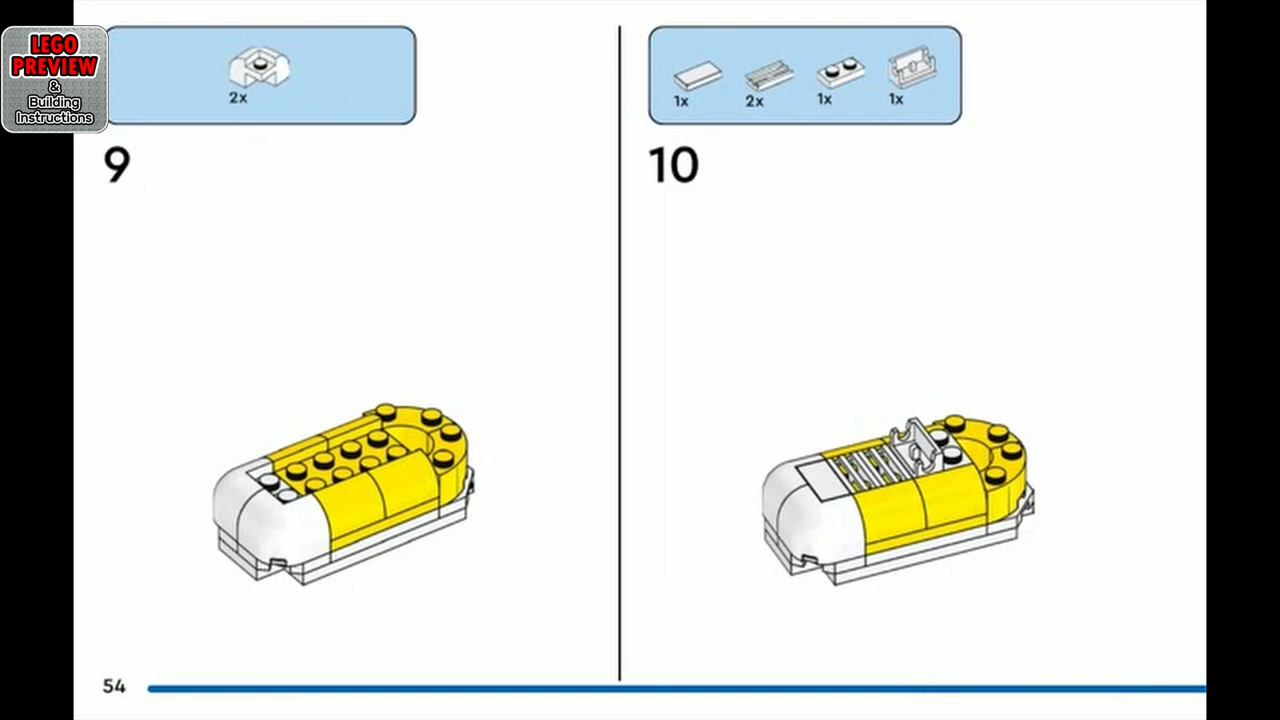 LEGO
PREVIEW
&
Building
Instructions
2x
9
1x 2x 1x 1x
10
54